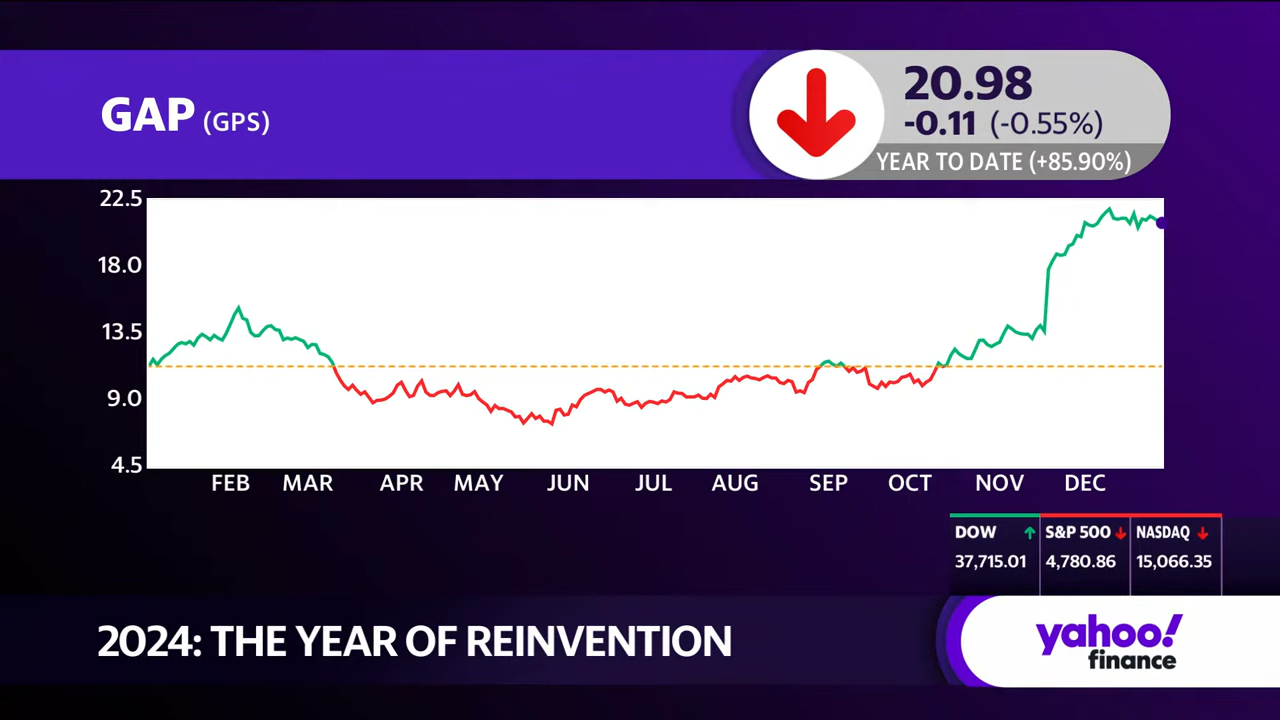 GAP (GPS)
20.98
-0.11 (-0.55%)
YEAR TO DATE (+85.90%)
22.5
18.0
13.5
9.0
4.5
FEB MAR APR MAY JUN JUL AUG SEP OCT NOV DEC
DOW S&P 500 NASDAQ
37,715.01 4,780.86 15,066.35
2024: THE YEAR OF REINVENTION
yahoo!
finance